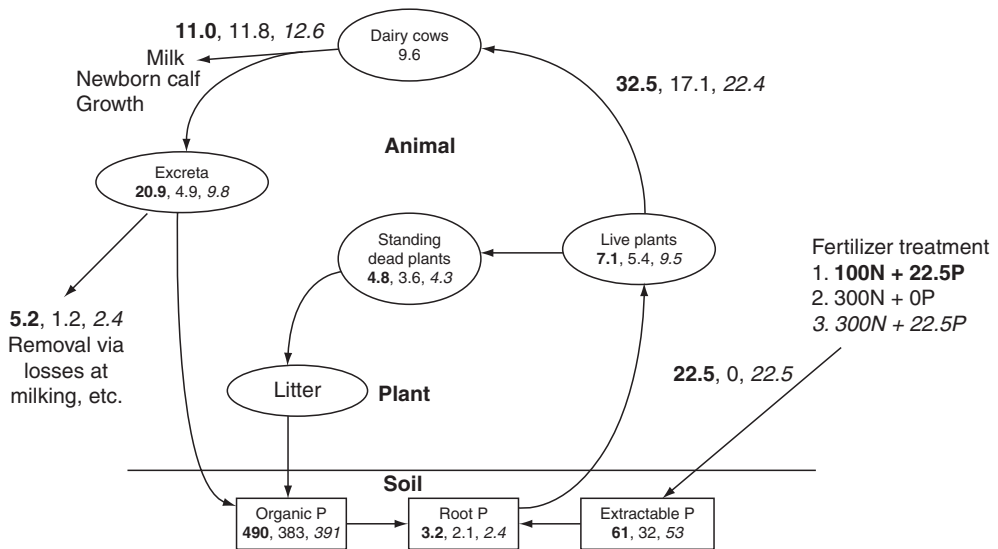 11.0, 11.8, 12.6
Milk
Newborn calf
Growth
Dairy cows
9.6
32.5, 17.1, 22.4
Animal
Excreta
20.9, 4.9, 9.8
Standing
dead plants
4.8, 3.6, 4.3
Live plants
7.1, 5.4, 9.5
Fertilizer treatment
1. 100N + 22.5P
2. 300N + 0P
3. 300N + 22.5P
5.2, 1.2, 2.4
Removal via
losses at
milking, etc.
22.5, 0, 22.5
Litter
Plant
Soil
Organic P
490, 383, 391
Root P
3.2, 2.1, 2.4
Extractable P
61, 32, 53